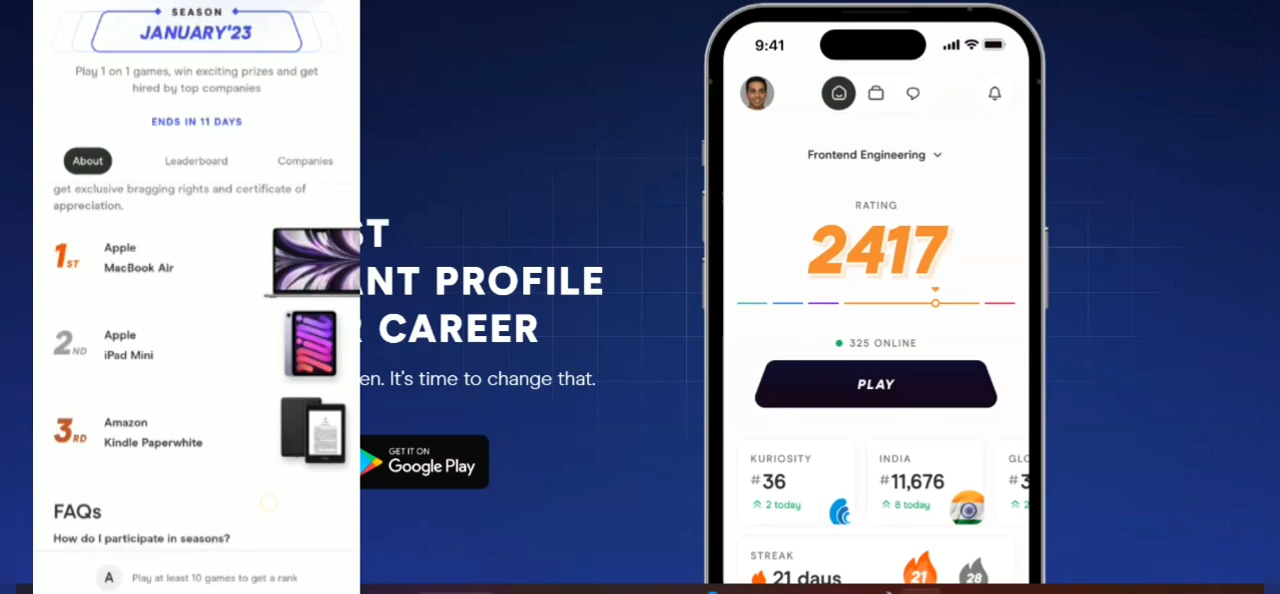 SEASON
JANUARY'23
Play 1 on 1 games, win exciting prizes and get
hired by top companies
ENDS IN 11 DAYS
About
Leaderboard
Companies
get exclusive bragging rights and certificate of
appreciation.
1ST
Apple
MacBook Air
2ND
Apple
iPad Mini
3RD
Amazon
Kindle Paperwhite
FAQs
How do I participate in seasons?
A
Play at least 10 games to get a rank
ST
NT PROFILE
CAREER
en. It's time to change that.
GET IT ON
Google Play
9:41
Frontend Engineering
RATING
2417
325 ONLINE
PLAY
KURIOSITY
#36
2 today
INDIA
#11,676
8 today
GLO
#3
2
STREAK
21 days
21
28